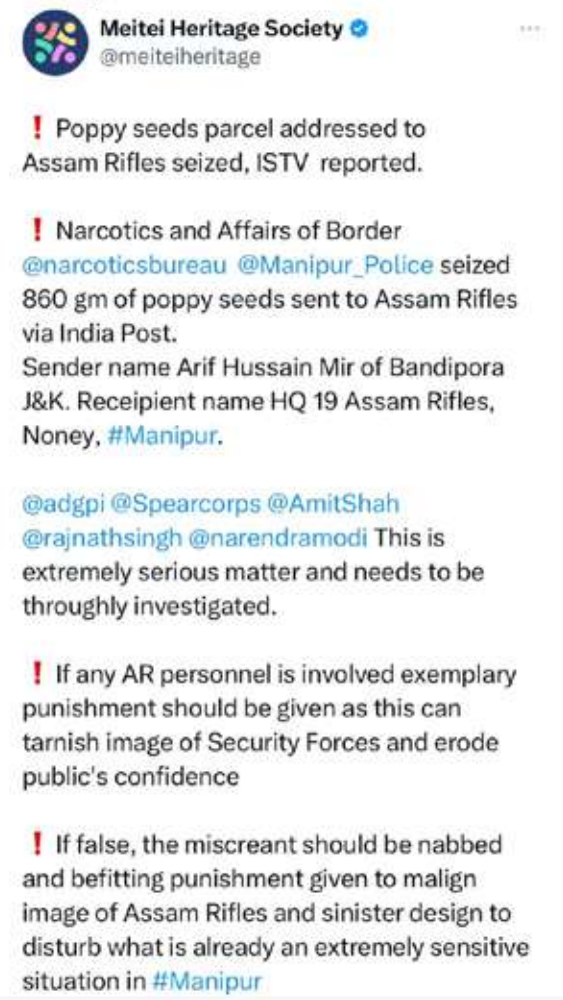 Meitei Heritage Society
@meiteiheritage
❗ Poppy seeds parcel addressed to
Assam Rifles seized, ISTV reported.
❗ Narcotics and Affairs of Border
@narcoticsbureau @Manipur_Police seized
860 gm of poppy seeds sent to Assam Rifles
via India Post.
Sender name Arif Hussain Mir of Bandipora
J&K. Receipient name HQ 19 Assam Rifles,
Noney, #Manipur.
@adgpi @Spearcorps @AmitShah
@rajnathsingh @narendramodi This is
extremely serious matter and needs to be
throughly investigated.
❗ If any AR personnel is involved exemplary
punishment should be given as this can
tarnish image of Security Forces and erode
public's confidence
❗ If false, the miscreant should be nabbed
and befitting punishment given to malign
image of Assam Rifles and sinister design to
disturb what is already an extremely sensitive
situation in #Manipur